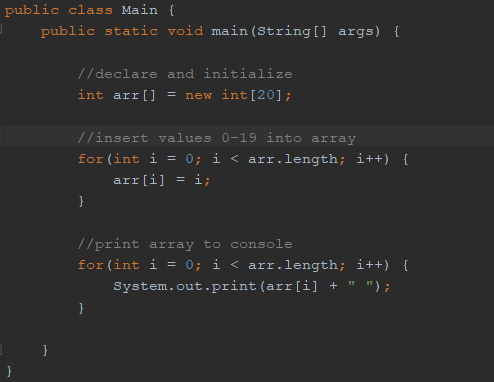 public class Main {
    public static void main(String[] args) {

        //declare and initialize
        int arr[] = new int[20];

        //insert values 0-19 into array
        for(int i = 0; i < arr.length; i++) {
            arr[i] = i;
        }

        //print array to console
        for(int i = 0; i < arr.length; i++) {
            System.out.print(arr[i] + " ");
        }

    }
}